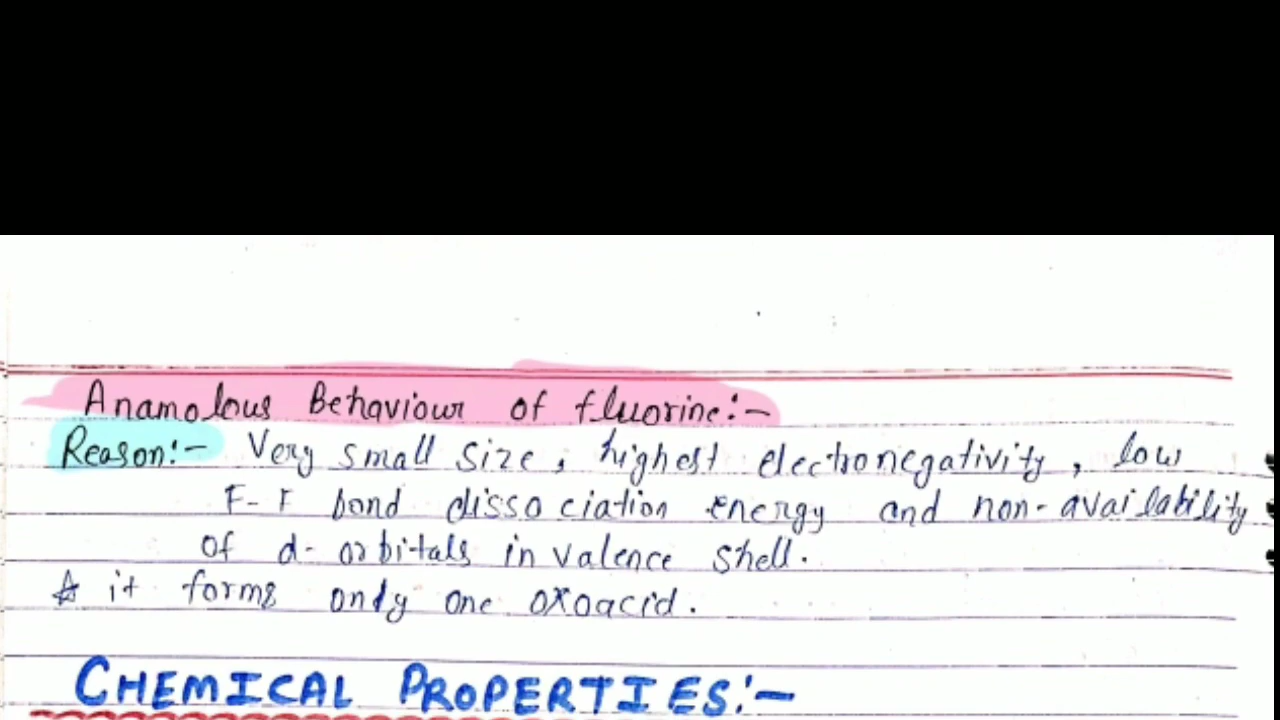 Anamolous Behaviour of fluorine:-
Reason:- Very small size, highest electronegativity, low
F-F bond dissociation energy and non-availability
of d-orbitals in valence shell.
☆ it forms only one oxoacid.
CHEMICAL PROPERTIES:-